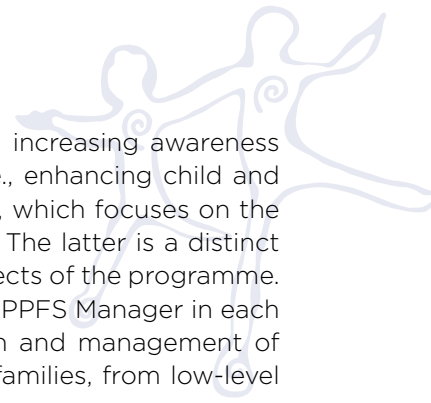 increasing awareness
., enhancing child and
, which focuses on the
The latter is a distinct
ects of the programme.
PPFS Manager in each
and management of
families, from low-level